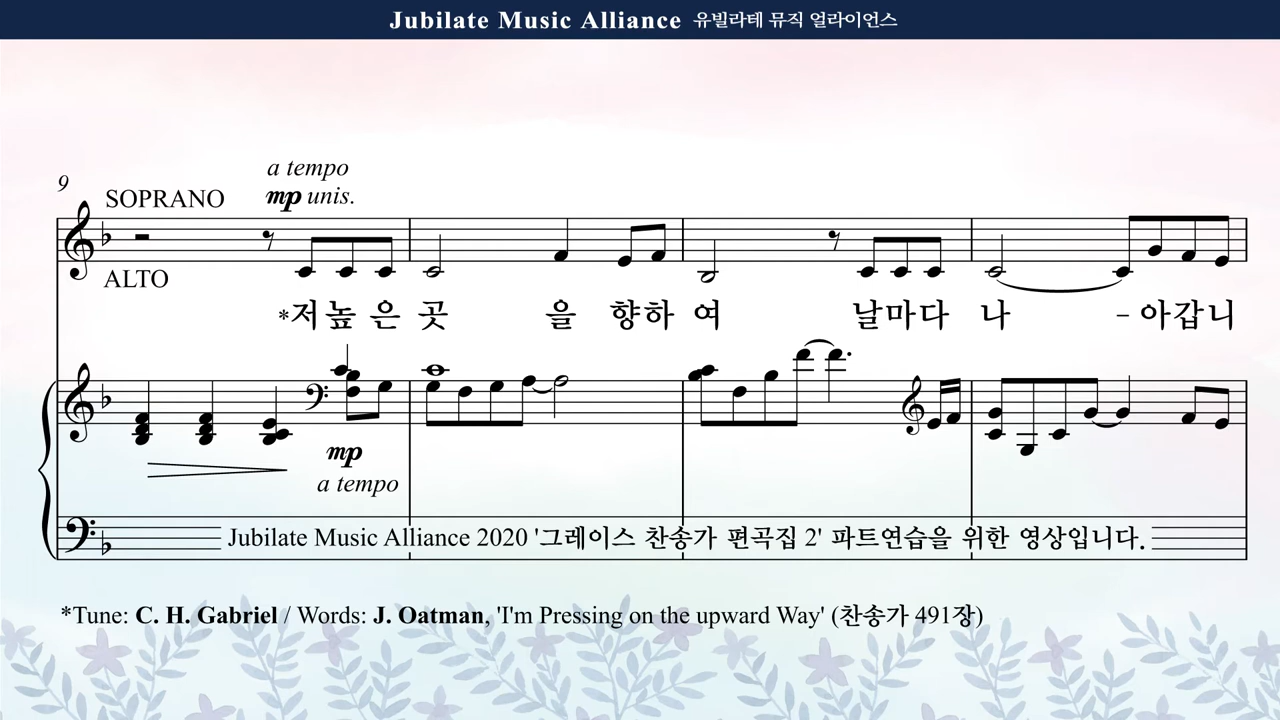 Jubilate Music Alliance 유빌라테 뮤직 얼라이언스
a tempo
9
SOPRANO mp unis.
ALTO
*저 높 은 곳 을 향하 여 날마다 나 - 아갑니
mp
a tempo
Jubilate Music Alliance 2020 '그레이스 찬송가 편곡집 2' 파트연습을 위한 영상입니다.
*Tune: C. H. Gabriel / Words: J. Oatman, 'I'm Pressing on the upward Way' (찬송가 491장)